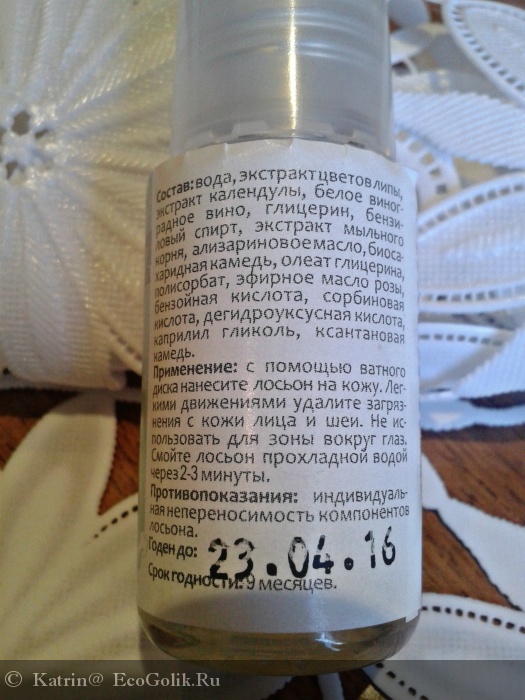 Состав: вода, экстракт цветов липы,
экстракт календулы, белое виног-
радное вино, глицерин, бензи-
ловый спирт, экстракт мыльного
корня, ализариновое масло, биоса-
харидная камедь, олеат глицерина,
полисорбат, эфирное масло розы,
бензойная кислота, сорбиновая
кислота, дегидроуксусная кислота,
каприлил гликоль, ксантановая
камедь.
Применение: с помощью ватного
диска нанесите лосьон на кожу. Лег-
кими движениями удалите загряз-
нения с кожи лица и шеи. Не ис-
пользовать для зоны вокруг глаз.
Смойте лосьон прохладной водой
через 2-3 минуты.
Противопоказания: индивидуаль-
ная непереносимость компонентов
лосьона.
Годен до: 23.04.16
Срок годности: 9 месяцев.
© Katrin@ EcoGolik.Ru